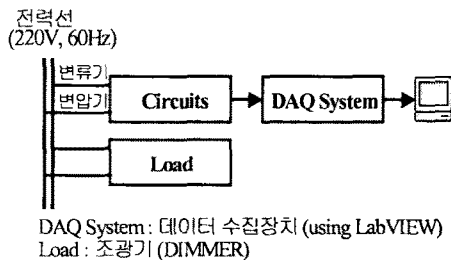 전력선
(220V, 60Hz)
변류기
변압기
Circuits
DAQ System
Load
DAQ System : 데이터 수집장치 (using LabVIEW)
Load : 조광기 (DIMMER)